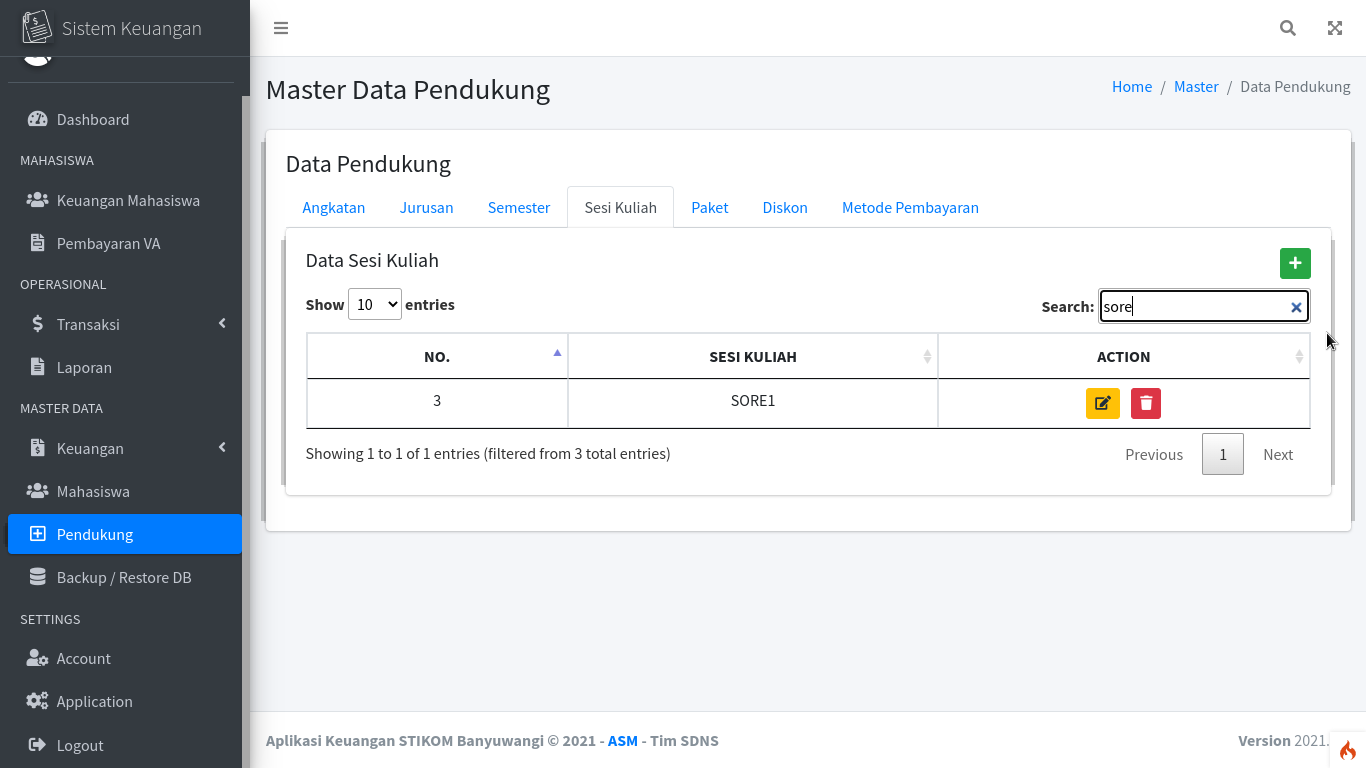 Sistem Keuangan
Dashboard
MAHASISWA
Keuangan Mahasiswa
Pembayaran VA
OPERASIONAL
Transaksi
Laporan
MASTER DATA
Keuangan
Mahasiswa
Pendukung
Backup / Restore DB
SETTINGS
Account
Application
Logout
Master Data Pendukung
Home / Master / Data Pendukung
Data Pendukung
Angkatan Jurusan Semester Sesi Kuliah Paket Diskon Metode Pembayaran
Data Sesi Kuliah
Show 10 entries Search: sore
NO. SESI KULIAH ACTION
3 SORE1
Showing 1 to 1 of 1 entries (filtered from 3 total entries) Previous 1 Next
Aplikasi Keuangan STIKOM Banyuwangi © 2021 - ASM - Tim SDNS Version 2021.